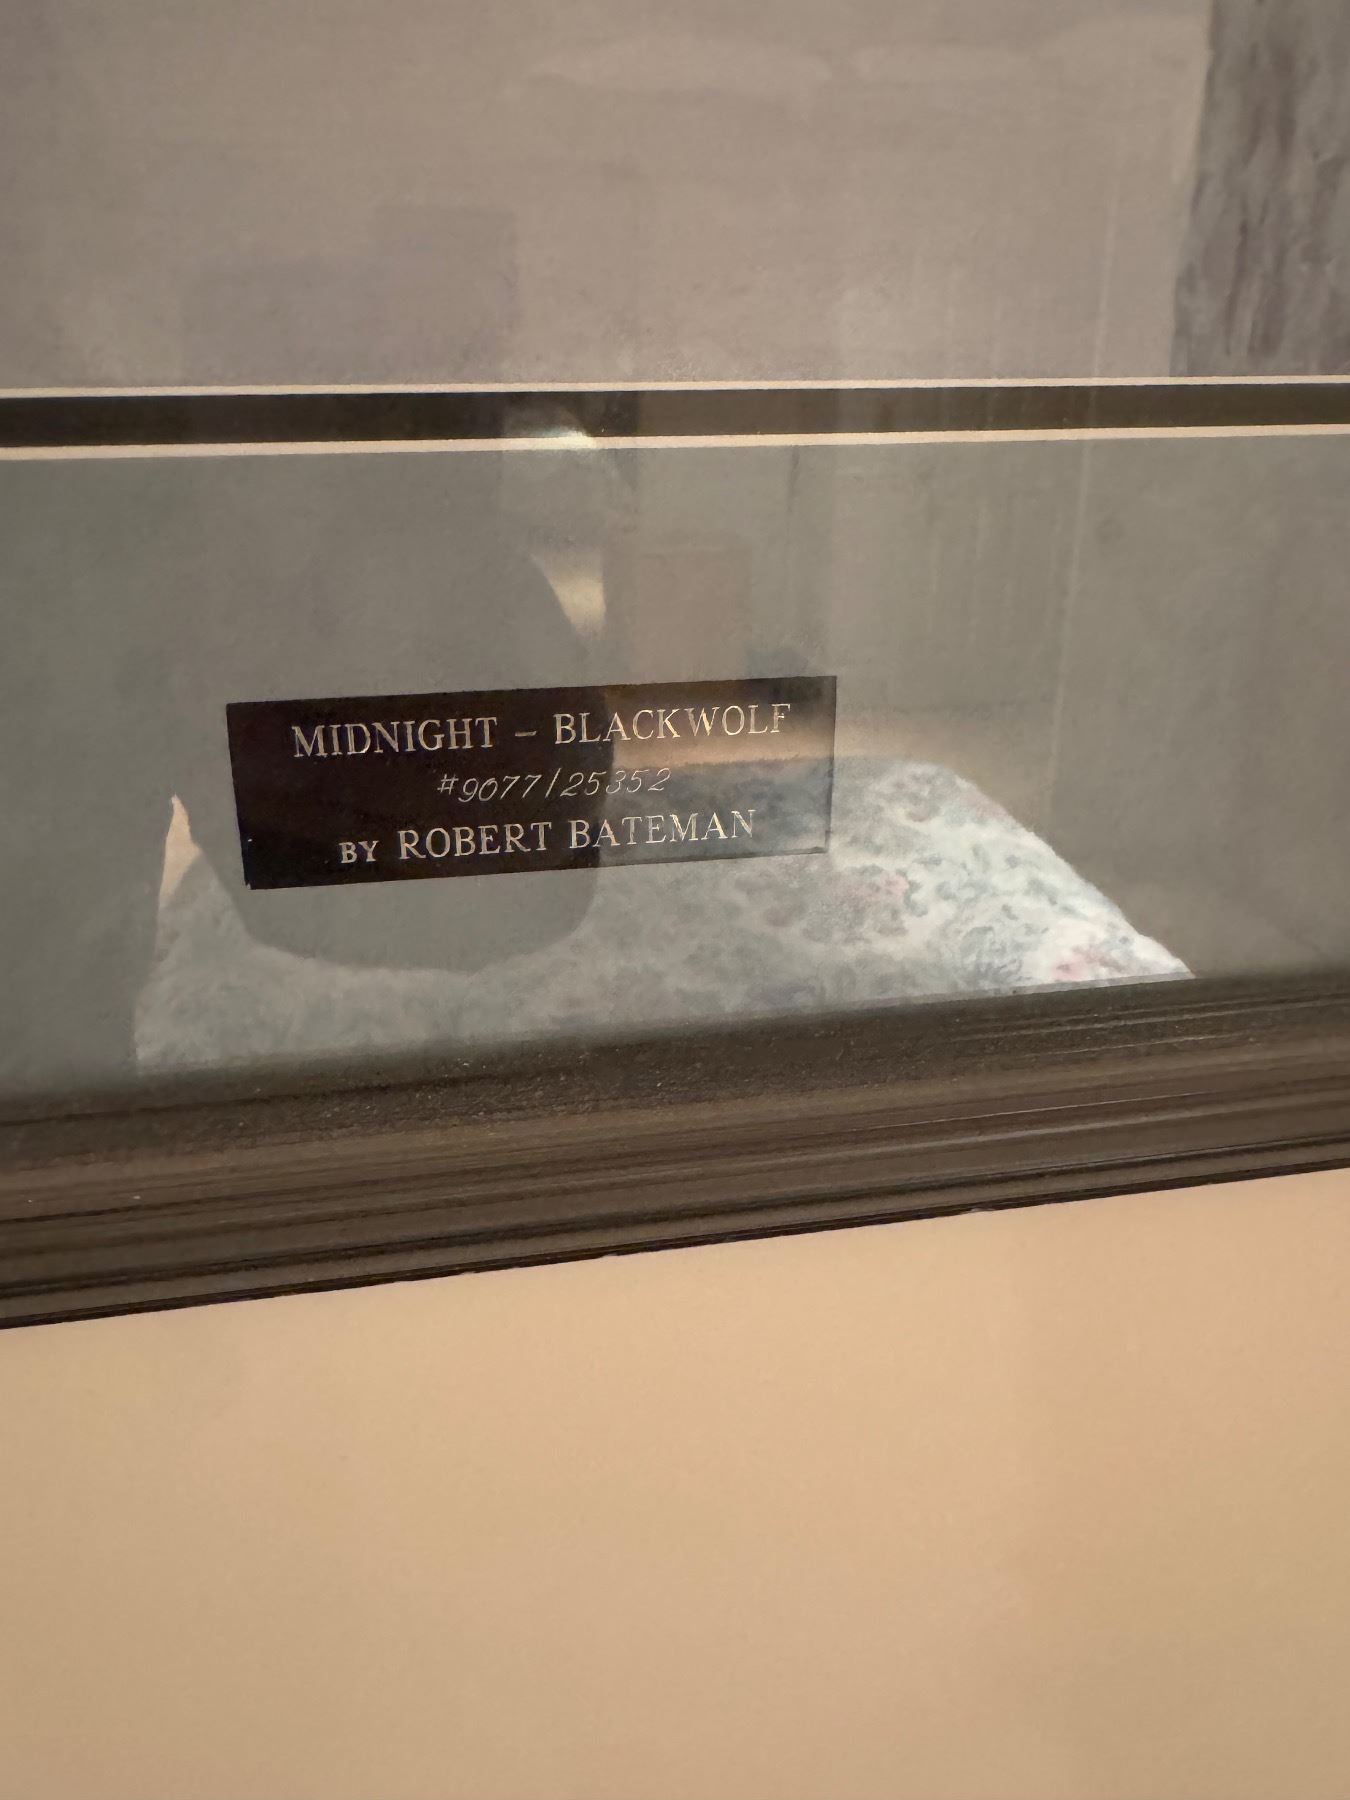 MIDNIGHT – BLACKWOLF
#9077/25352
BY ROBERT BATEMAN